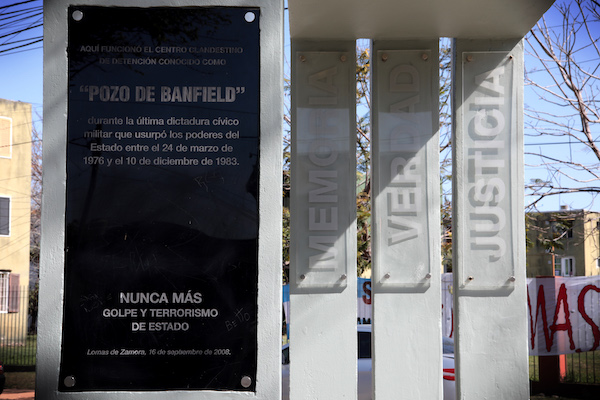 AQUÍ FUNCIONÓ EL CENTRO CLANDESTINO
DE DETENCIÓN CONOCIDO COMO
"POZO DE BANFIELD"
durante la última dictadura cívico
militar que usurpó los poderes del
Estado entre el 24 de marzo de
1976 y el 10 de diciembre de 1983.
NUNCA MÁS
GOLPE Y TERRORISMO
DE ESTADO
Lomas de Zamora, 16 de septiembre de 2008.
MEMORIA
VERDAD
JUSTICIA
MAS